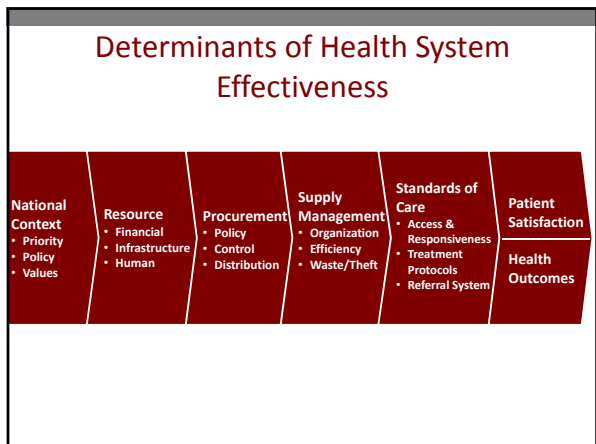 Determinants of Health System
Effectiveness
National
Context
• Priority
• Policy
• Values
Resource
• Financial
• Infrastructure
• Human
Procurement
• Policy
• Control
• Distribution
Supply
Management
• Organization
• Efficiency
• Waste/Theft
Standards of
Care
• Access &
Responsiveness
• Treatment
Protocols
• Referral System
Patient
Satisfaction
Health
Outcomes